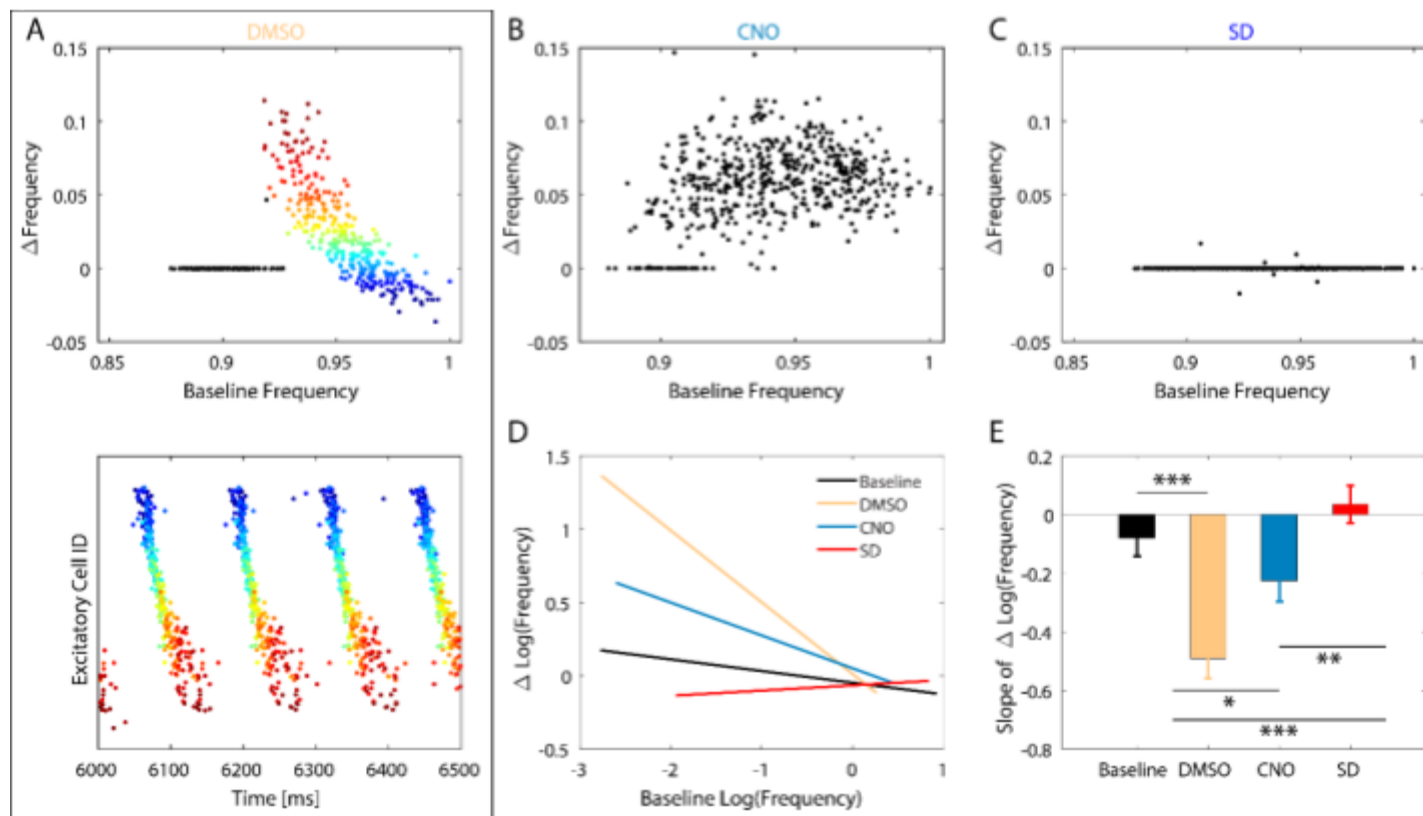 A
DMSO
0.15
0.1
0.05
0
-0.05
ΔFrequency
0.85
0.9
0.95
1
Baseline Frequency
B
CNO
0.15
0.1
0.05
0
-0.05
ΔFrequency
0.9
0.95
1
Baseline Frequency
C
SD
0.15
0.1
0.05
0
-0.05
ΔFrequency
0.85
0.9
0.95
1
Baseline Frequency
Excitatory Cell ID
6000
6100
6200
6300
6400
6500
Time [ms]
D
1.5
1
0.5
0
-0.5
Δ Log(Frequency)
Baseline
DMSO
CNO
SD
-3
-2
-1
0
1
Baseline Log(Frequency)
E
0.2
0
-0.2
-0.4
-0.6
-0.8
Slope of Δ Log(Frequency)
***
**
*
***
Baseline
DMSO
CNO
SD